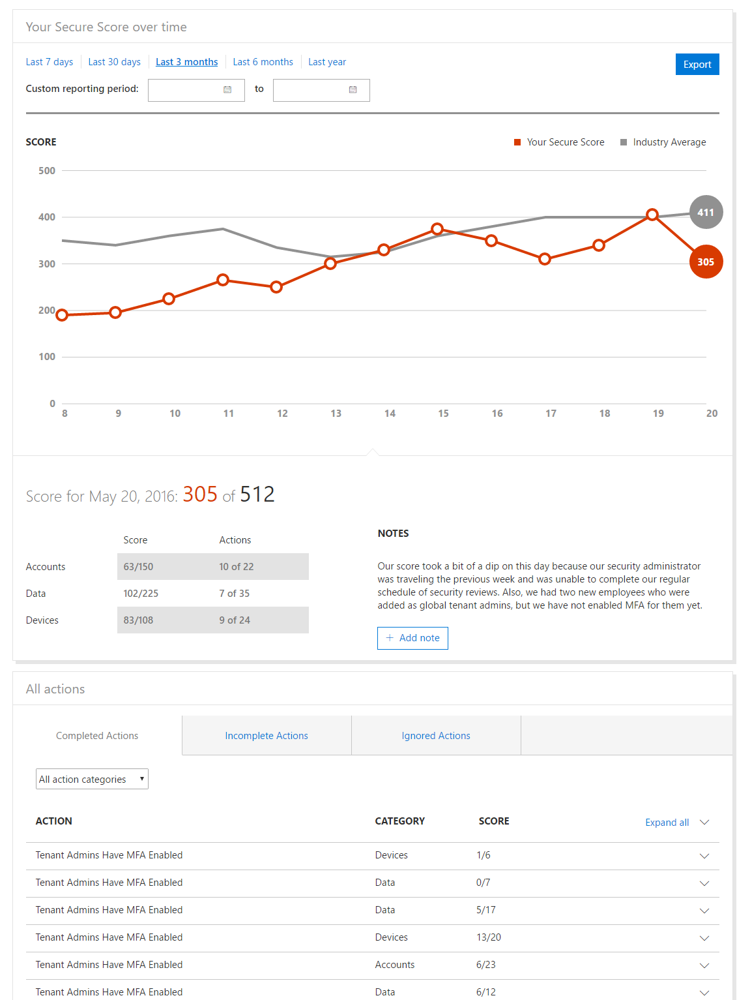 Your Secure Score over time
Last 7 days Last 30 days Last 3 months Last 6 months Last year
Export
Custom reporting period: to
SCORE
Your Secure Score Industry Average
500
400
300
200
100
0
411
305
8 9 10 11 12 13 14 15 16 17 18 19 20
Score for May 20, 2016: 305 of 512
Score Actions
Accounts 63/150 10 of 22
Data 102/225 7 of 35
Devices 83/108 9 of 24
NOTES
Our score took a bit of a dip on this day because our security administrator
was traveling the previous week and was unable to complete our regular
schedule of security reviews. Also, we had two new employees who were
added as global tenant admins, but we have not enabled MFA for them yet.
+ Add note
All actions
Completed Actions Incomplete Actions Ignored Actions
All action categories
ACTION CATEGORY SCORE Expand all
Tenant Admins Have MFA Enabled Devices 1/6
Tenant Admins Have MFA Enabled Data 0/7
Tenant Admins Have MFA Enabled Data 5/17
Tenant Admins Have MFA Enabled Devices 13/20
Tenant Admins Have MFA Enabled Accounts 6/23
Tenant Admins Have MFA Enabled Data 6/12